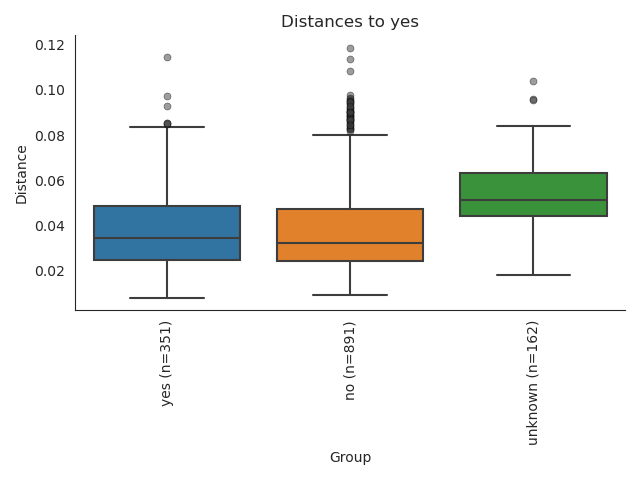 Distances to yes
0.12
0.10
0.08
0.06
0.04
0.02
Distance
yes (n=351)
no (n=891)
unknown (n=162)
Group